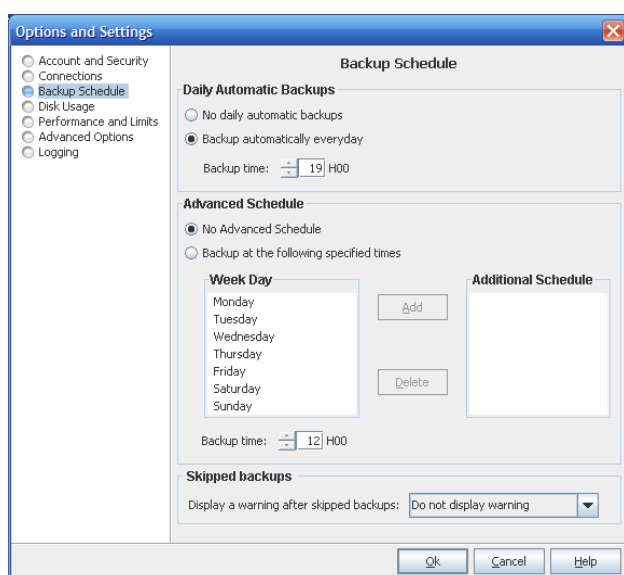 Options and Settings
Account and Security
Connections
Backup Schedule
Disk Usage
Performance and Limits
Advanced Options
Logging
Backup Schedule
Daily Automatic Backups
No daily automatic backups
Backup automatically everyday
Backup time: 19 H00
Advanced Schedule
No Advanced Schedule
Backup at the following specified times
Week Day
Monday
Tuesday
Wednesday
Thursday
Friday
Saturday
Sunday
Add
Delete
Additional Schedule
Backup time: 12 H00
Skipped backups
Display a warning after skipped backups: Do not display warning
Ok Cancel Help